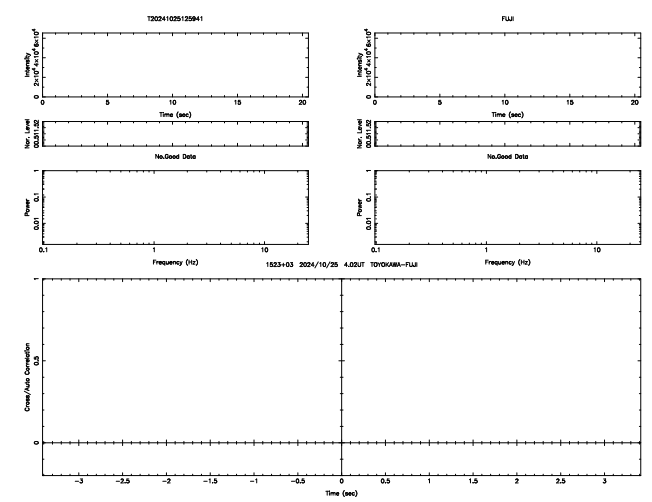 T20241025125941 FUJI
Intensity 0 2×10⁴ 4×10⁴ 6×10⁴
0 5 10 15 20
Time (sec)
Intensity 0 2×10⁴ 4×10⁴ 6×10⁴
0 5 10 15 20
Time (sec)
Nor. Level 00.511.52
Nor. Level 00.511.52
No.Good Data
No.Good Data
Power 0.01 0.1 1
0.1 1 10
Frequency (Hz)
Power 0.01 0.1 1
0.1 1 10
Frequency (Hz)
1523+03 2024/10/25 4.02UT TOYOKAWA-FUJI
Cross/Auto Correlation 0 0.5 1
-3 -2.5 -2 -1.5 -1 -0.5 0 0.5 1 1.5 2 2.5 3
Time (sec)